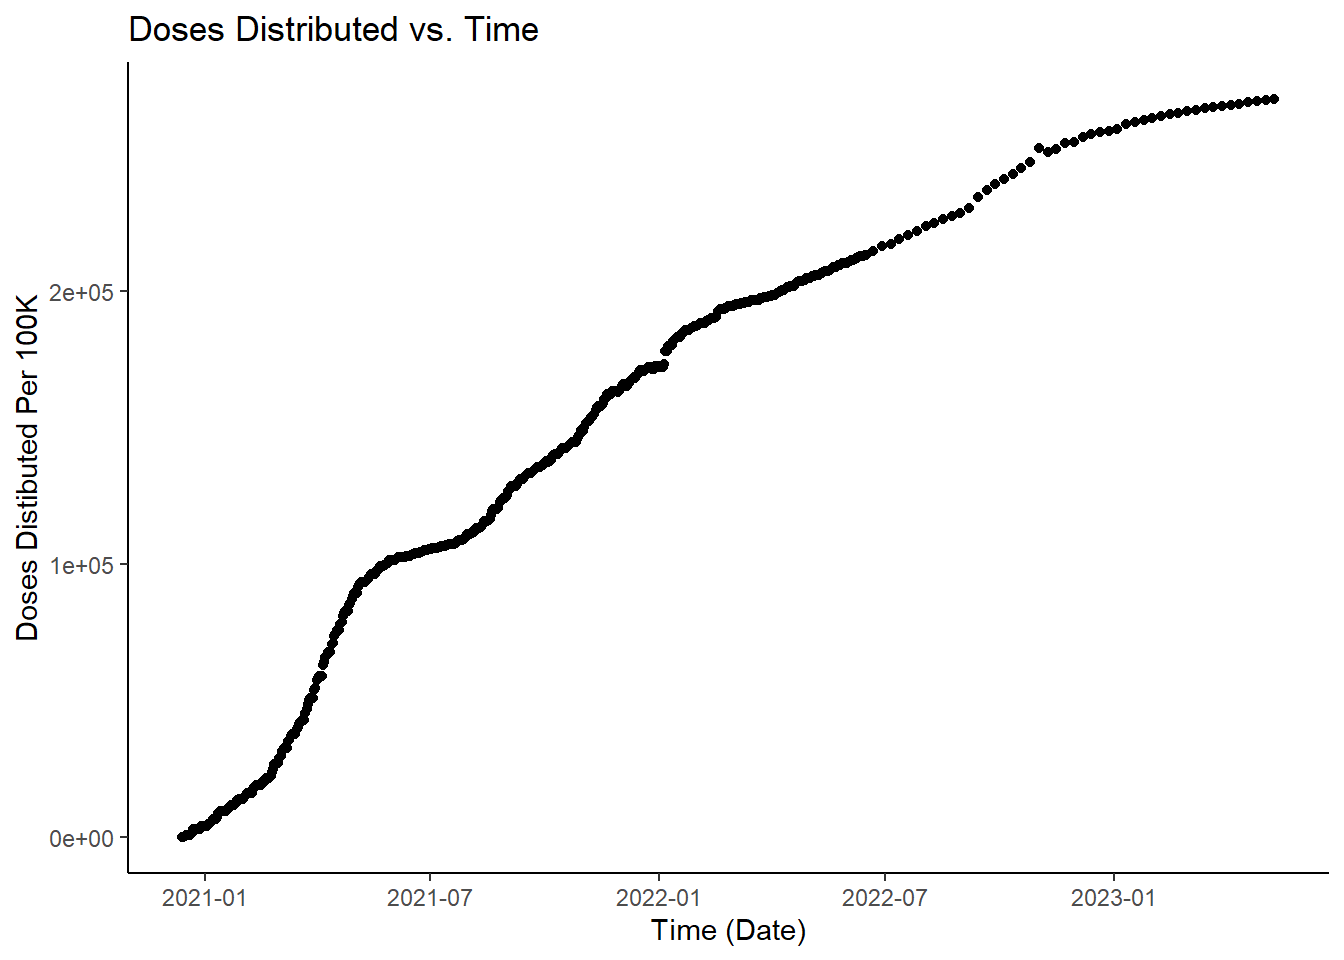 Doses Distributed vs. Time
Doses Distibuted Per 100K
2e+05
1e+05
0e+00
2021-01
2021-07
2022-01
2022-07
2023-01
Time (Date)